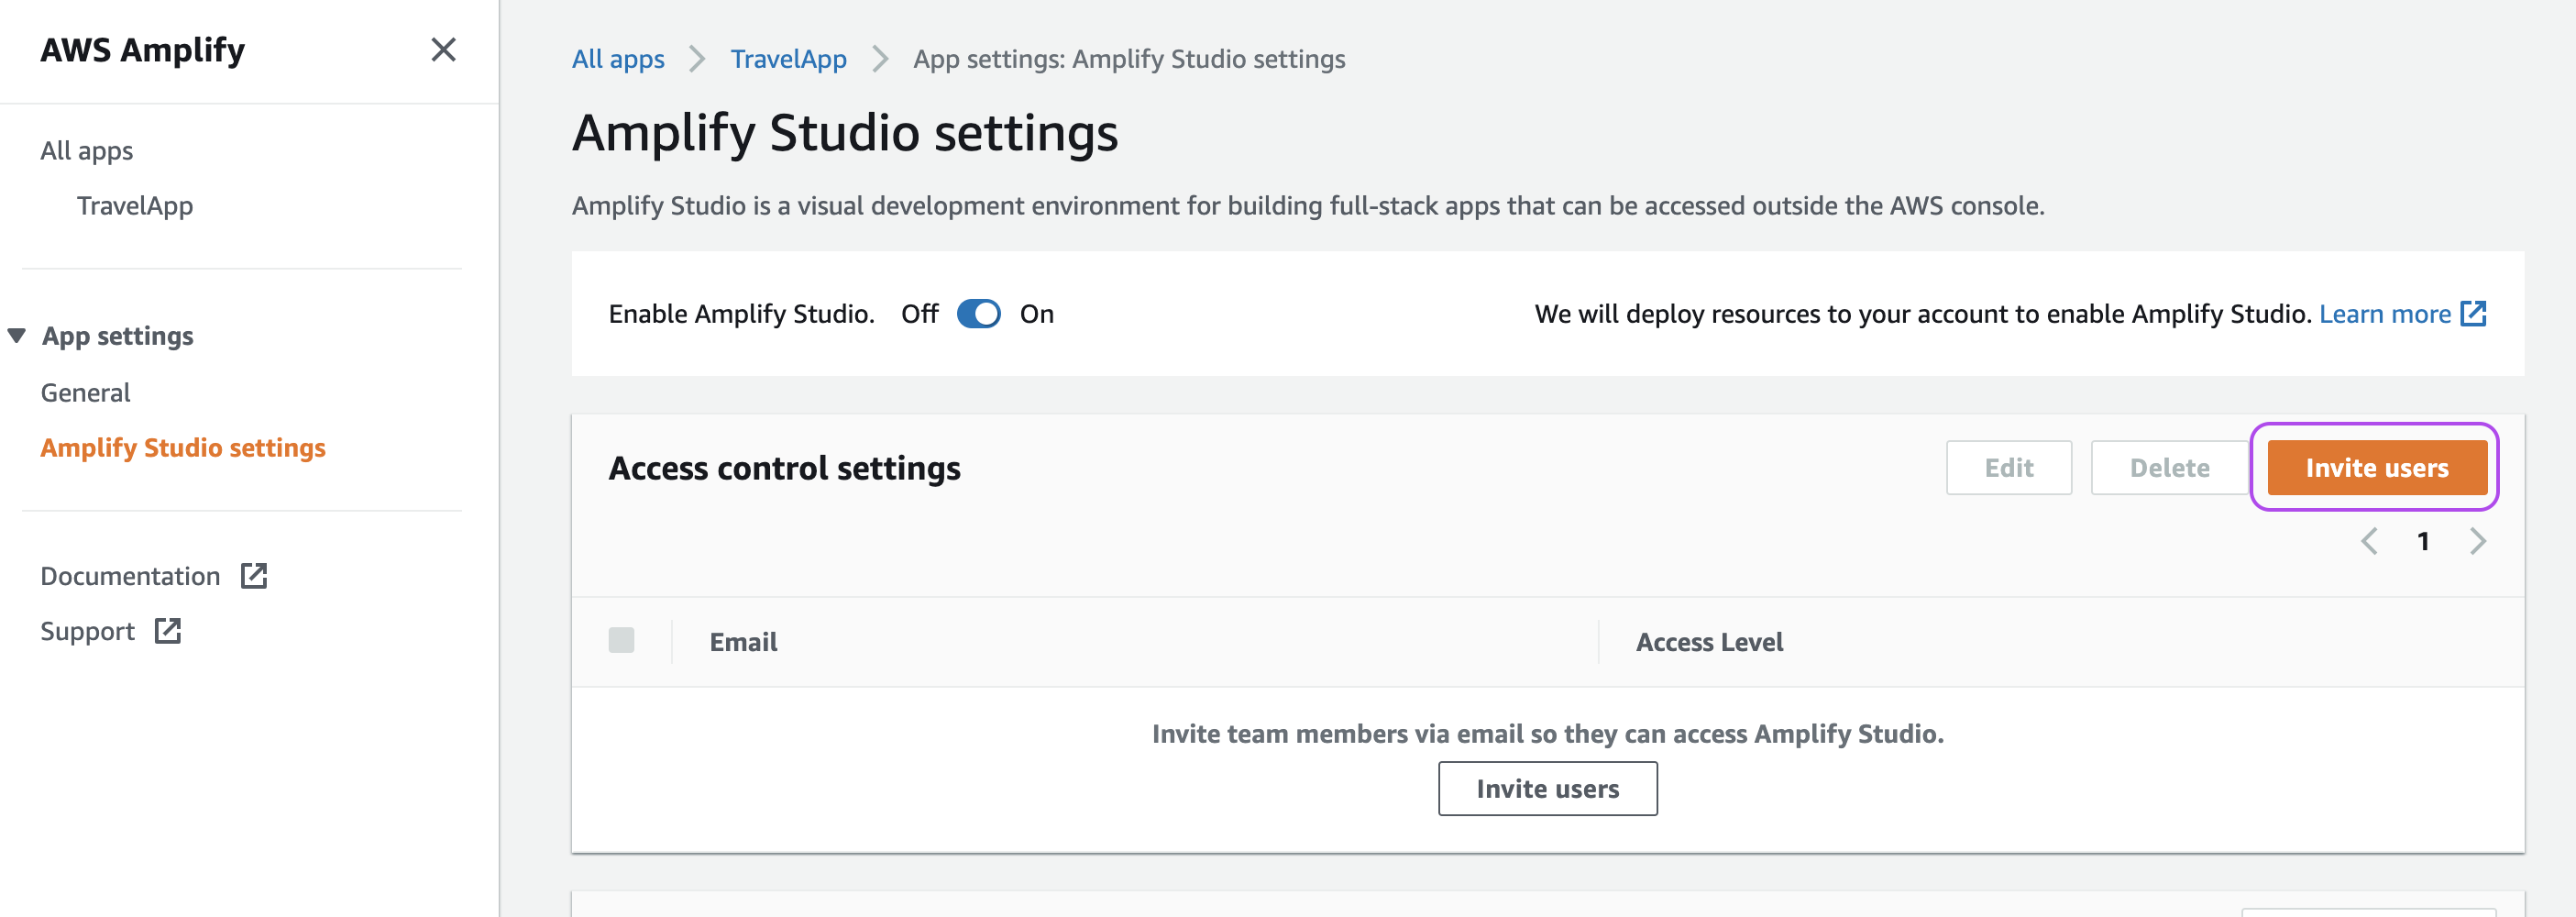 AWS Amplify
All apps
TravelApp
App settings
General
Amplify Studio settings
Documentation
Support
All apps TravelApp App settings: Amplify Studio settings
Amplify Studio settings
Amplify Studio is a visual development environment for building full-stack apps that can be accessed outside the AWS console.
Enable Amplify Studio. Off On We will deploy resources to your account to enable Amplify Studio. Learn more
Access control settings Edit Delete Invite users
1
Email Access Level
Invite team members via email so they can access Amplify Studio.
Invite users